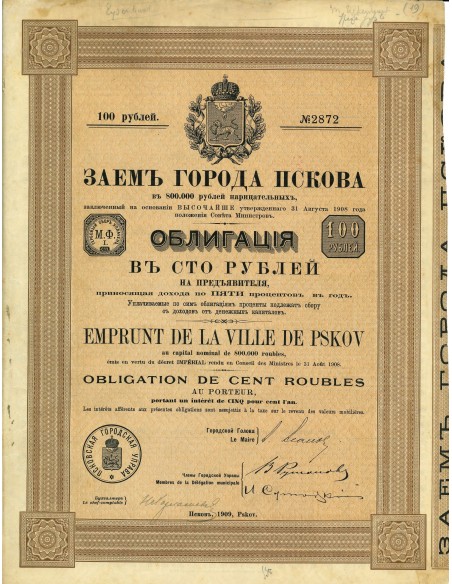 100 рублей.
№2872
ЗАЕМЪ ГОРОДА ПСКОВА
въ 800.000 рублей нарицательныхъ,
заключенный на основаніи ВЫСОЧАЙШЕ утвержденнаго 31 Августа 1908 года
положенія Совѣта Министровъ.
М.Ф.
I.
ОБЛИГАЦІЯ
100
РУБЛЕЙ.
ВЪ СТО РУБЛЕЙ
НА ПРЕДЪЯВИТЕЛЯ,
приносящая дохода по ПЯТИ процентовъ въ годъ.
Уплачиваемые по симъ облигаціямъ проценты подлежатъ сбору
съ доходовъ отъ денежныхъ капиталовъ.
EMPRUNT DE LA VILLE DE PSKOV
au capital nominal de 800.000 roubles,
émis en vertu du décret IMPÉRIAL rendu en Conseil des Ministres le 31 Août 1908.
OBLIGATION DE CENT ROUBLES
AU PORTEUR,
portant un intérêt de CINQ pour cent l'an.
Les intérêts afférents aux présentes obligations sont assujettis à la taxe sur le revenu des valeurs mobilières.
Городской Голова
Le Maire
ПСКОВСКАЯ ГОРОДСКАЯ УПРАВА
Члены Городской Управы
Membres de la Délégation municipale
Бухгалтеръ
Le chef-comptable
Псковъ, 1909, Pskov.
ЗАЕМЪ ГОРОДА ПСКОВА